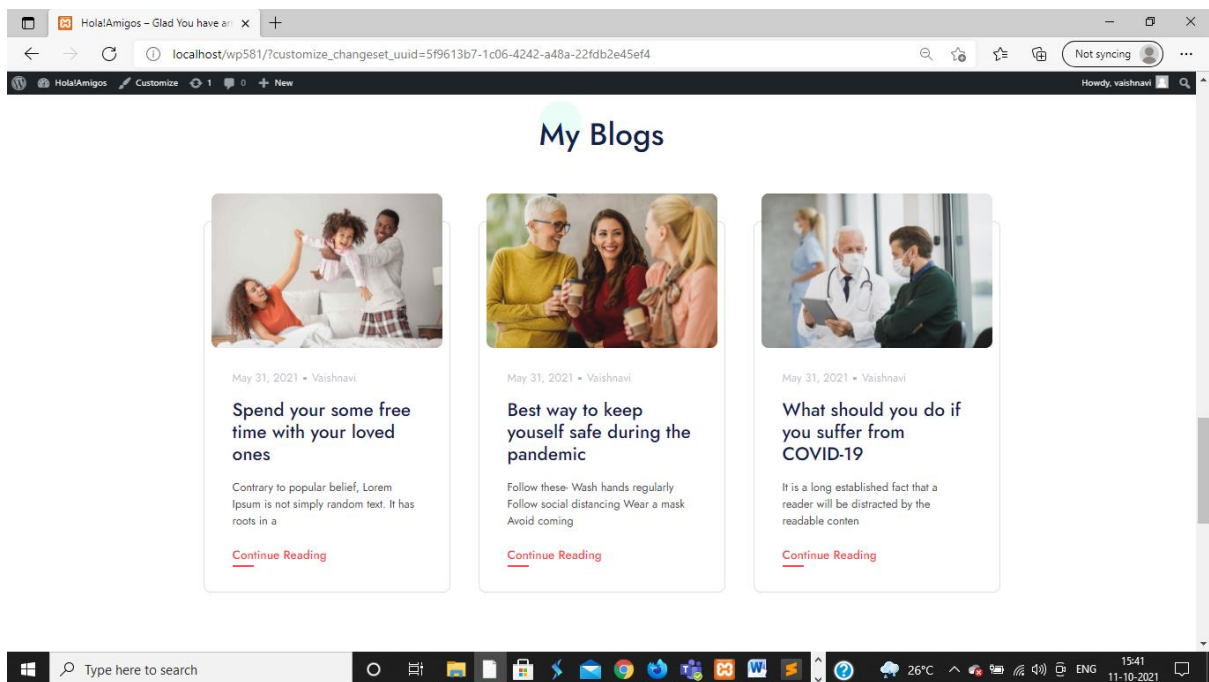 Hola!Amigos – Glad You have ar
localhost/wp581/?customize_changeset_uuid=5f9613b7-1c06-4242-a48a-22fdb2e45ef4
Not syncing
Hola!Amigos Customize 1 0 + New
Howdy, vaishnavi
My Blogs
May 31, 2021 • Vaishnavi
Spend your some free
time with your loved
ones
Contrary to popular belief, Lorem
Ipsum is not simply random text. It has
roots in a
Continue Reading
May 31, 2021 • Vaishnavi
Best way to keep
youself safe during the
pandemic
Follow these- Wash hands regularly
Follow social distancing Wear a mask
Avoid coming
Continue Reading
May 31, 2021 • Vaishnavi
What should you do if
you suffer from
COVID-19
It is a long established fact that a
reader will be distracted by the
readable conten
Continue Reading
Type here to search
26°C
ENG
15:41
11-10-2021